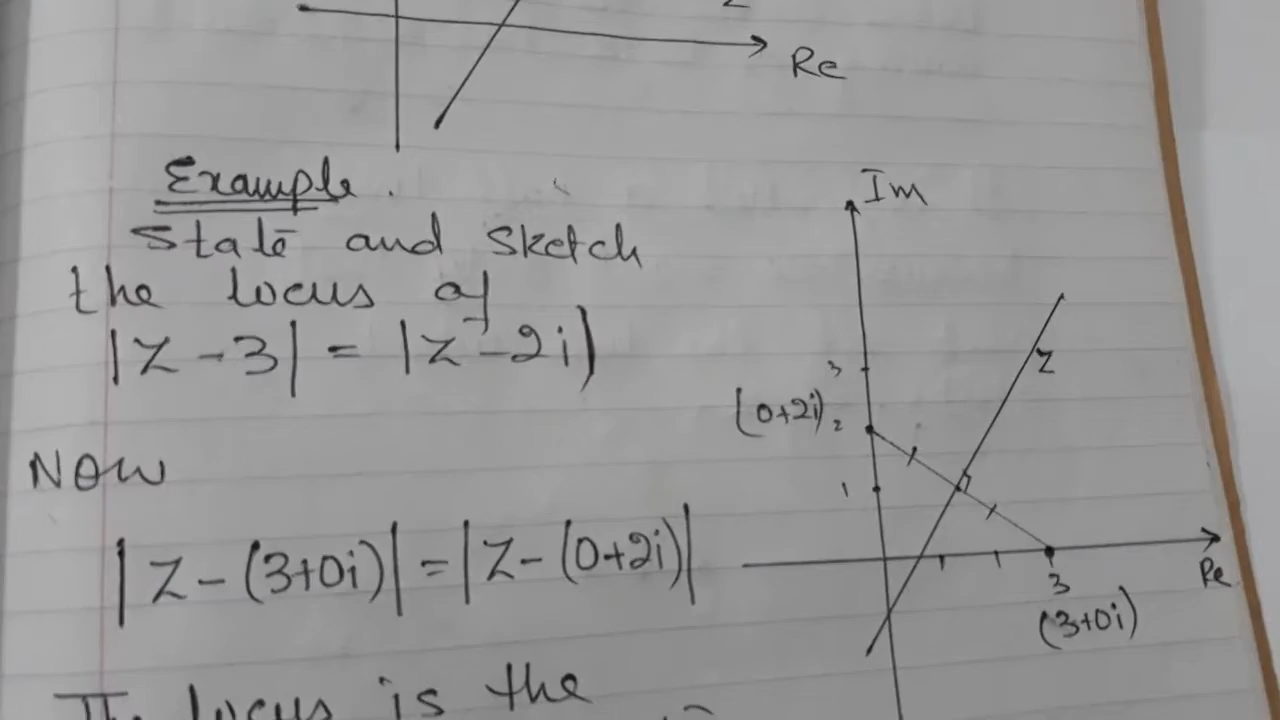 Re
Example.
State and sketch
the locus of
|Z-3| = |Z-2i|
Now
|Z-(3+0i)| = |Z-(0+2i)|
locus is the
Im
3
Z
(0+2i) 2
1
Re
3
(3+0i)